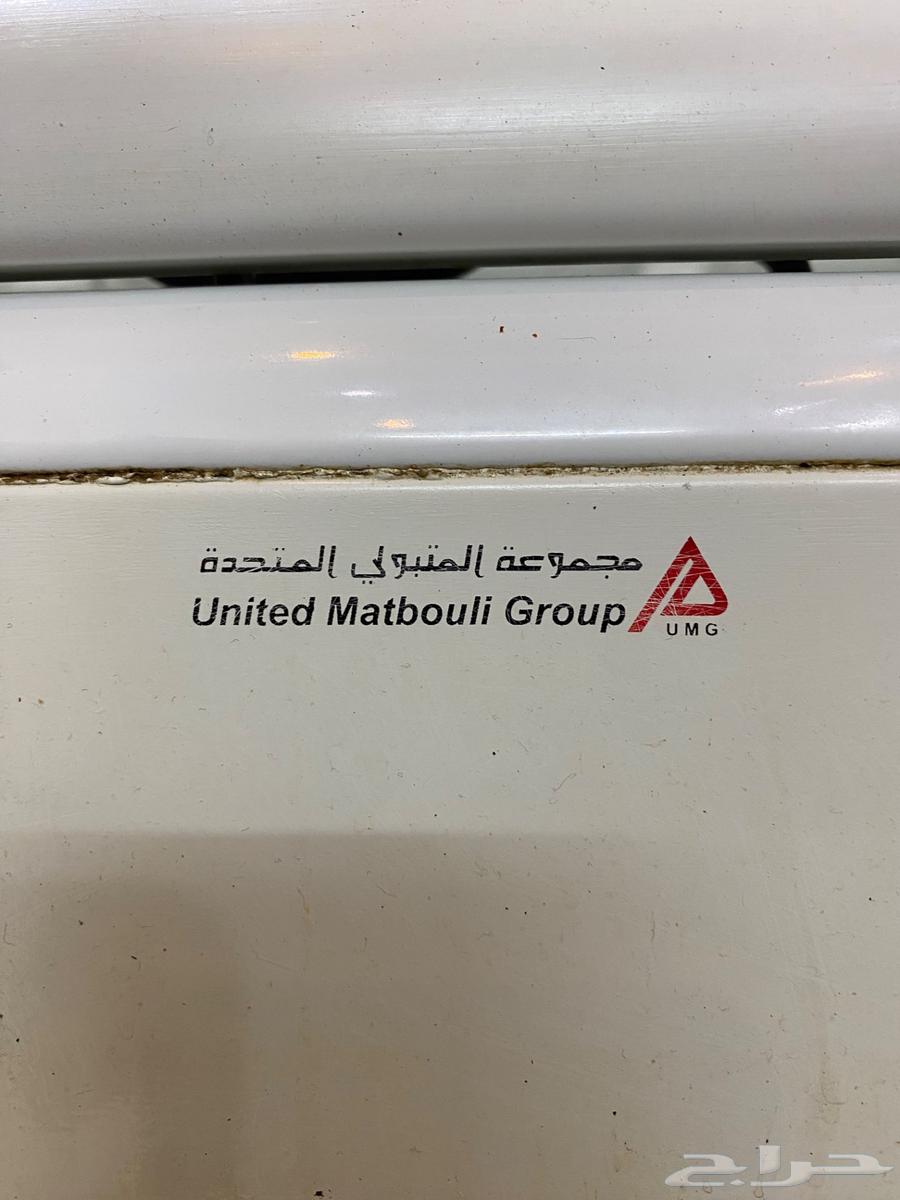 مجموعة المتبولي المتحدة
United Matbouli Group
UMG
حراج